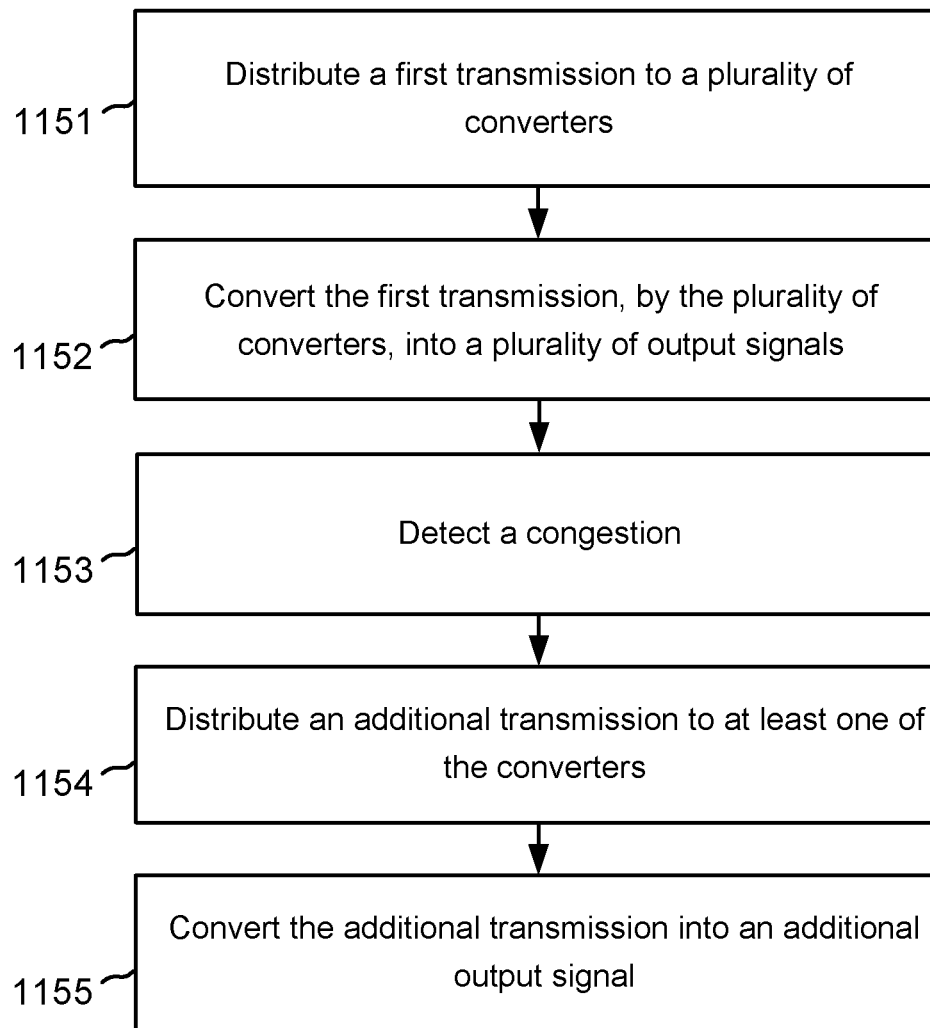 Distribute a first transmission to a plurality of
converters
1151
Convert the first transmission, by the plurality of
converters, into a plurality of output signals
1152
Detect a congestion
1153
Distribute an additional transmission to at least one of
the converters
1154
Convert the additional transmission into an additional
output signal
1155